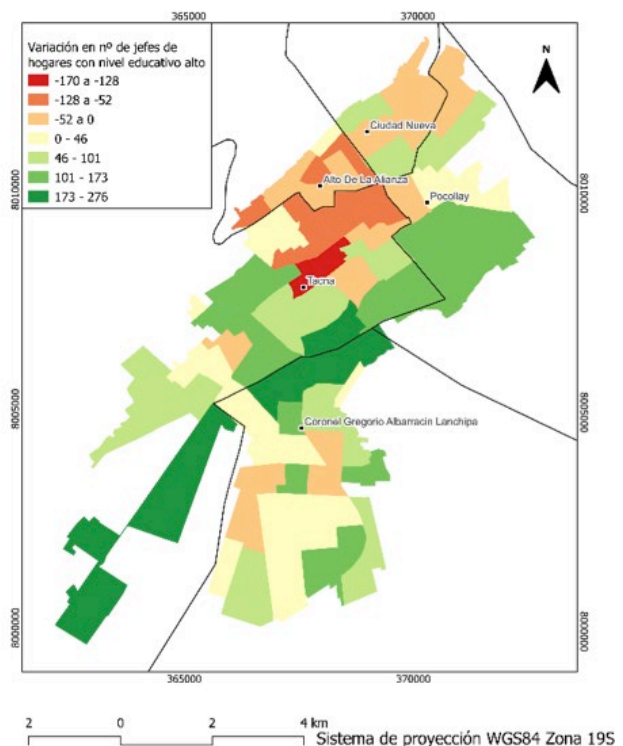 365000
370000
Variación en nº de jefes de
hogares con nivel educativo alto
-170 a -128
-128 a -52
-52 a 0
0 - 46
46 - 101
101 - 173
173 - 276
N
Ciudad Nueva
Alto De La Alianza
Pocollay
8010000
8010000
Tacna
8005000
8005000
Coronel Gregorio Albarracín Lanchipa
8000000
8000000
365000
370000
2
0
2
4 km
Sistema de proyección WGS84 Zona 19S